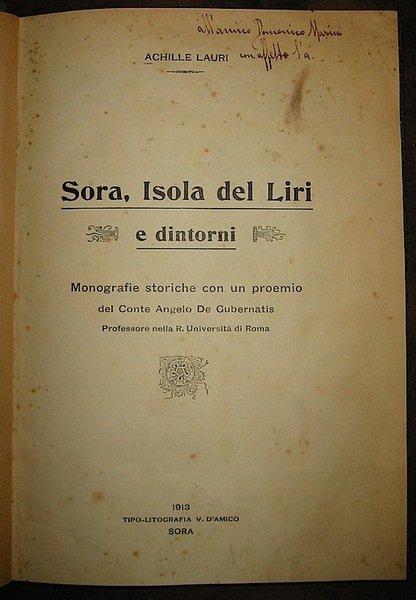 all'amico Domenico Marina
con affetto l'a.
ACHILLE LAURI
Sora, Isola del Liri
e dintorni
Monografie storiche con un proemio
del Conte Angelo De Gubernatis
Professore nella R. Università di Roma
1913
TIPO-LITOGRAFIA V. D'AMICO
SORA